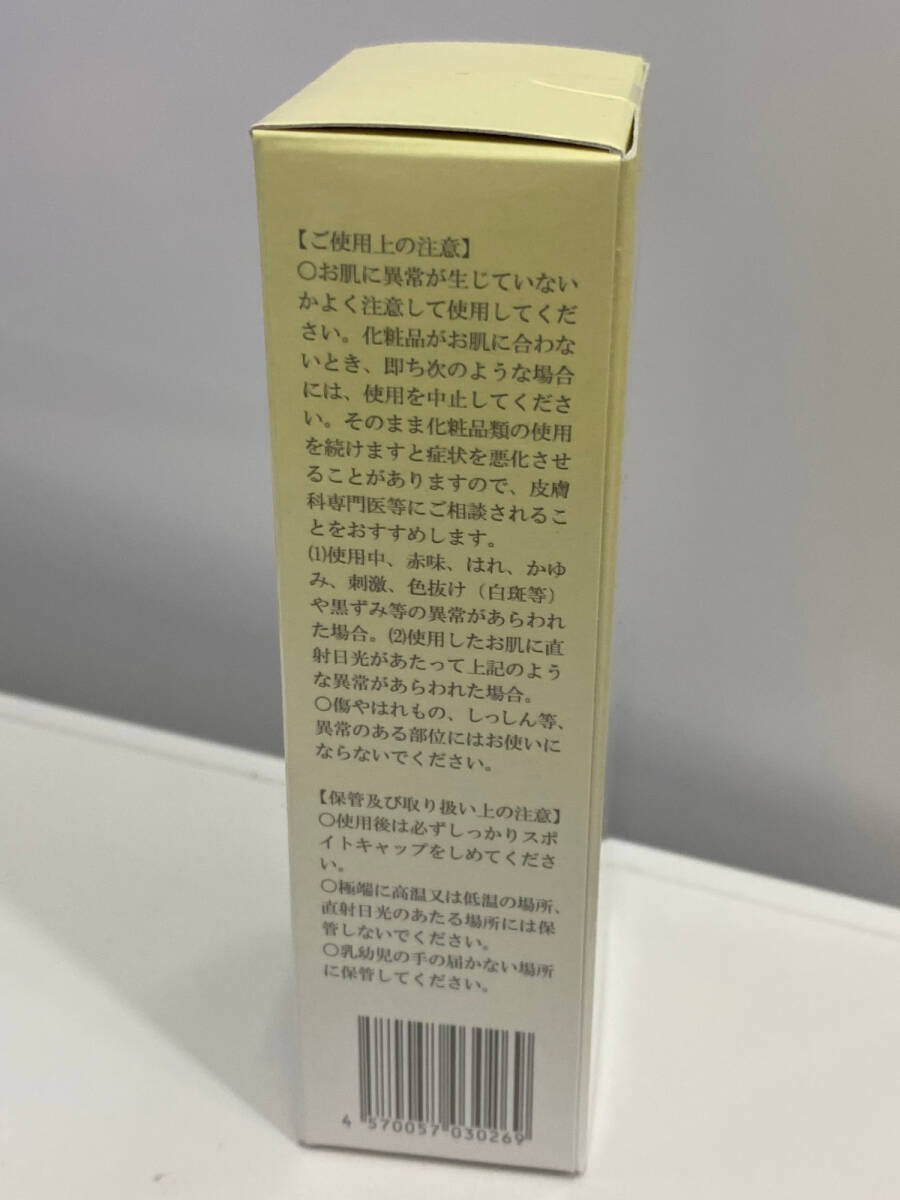 【ご使用上の注意】
○お肌に異常が生じていない
かよく注意して使用してくだ
さい。化粧品がお肌に合わな
いとき、即ち次のような場合
には、使用を中止してくださ
い。そのまま化粧品類の使用
を続けますと症状を悪化させ
ることがありますので、皮膚
科専門医等にご相談されるこ
とをおすすめします。
⑴使用中、赤味、はれ、かゆ
み、刺激、色抜け（白斑等）
や黒ずみ等の異常があらわれ
た場合。⑵使用したお肌に直
射日光があたって上記のよう
な異常があらわれた場合。
○傷やはれもの、しっしん等、
異常のある部位にはお使いに
ならないでください。
【保管及び取り扱い上の注意】
○使用後は必ずしっかりスポ
イトキャップをしめてくださ
い。
○極端に高温又は低温の場所、
直射日光のあたる場所には保
管しないでください。
○乳幼児の手の届かない場所
に保管してください。
4 570057 030269